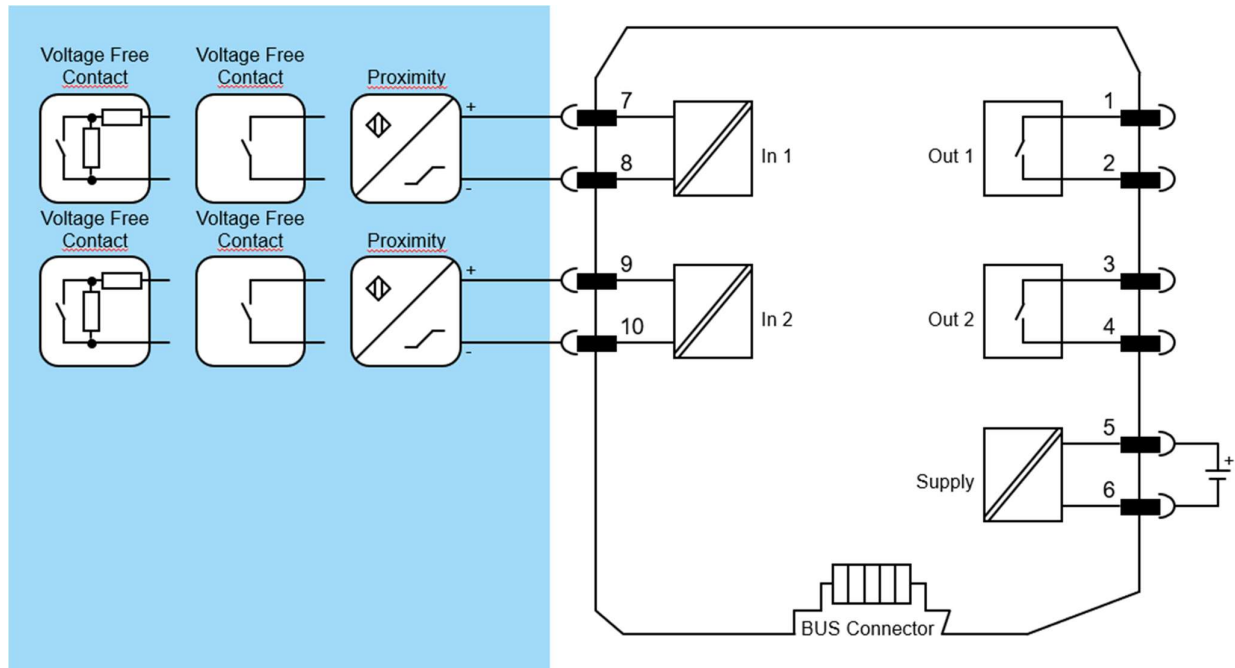 Voltage Free
Contact
Voltage Free
Contact
Proximity
+
-
7
8
In 1
1
2
Out 1
Voltage Free
Contact
Voltage Free
Contact
Proximity
+
-
9
10
In 2
3
4
Out 2
5
6
Supply
+
BUS Connector